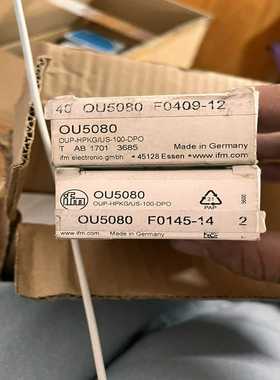 40 OU5080 F0409-12
OU5080
OUP-HPKG/US-100-DPO
T AB 1701 3685
Made in Germany
ifm electronic gmbh • 45128 Essen • www.ifm.com
ifm
OU5080
OUP-HPKG/US-100-DPO
21
PAP
OU5080 F0145-14 2
Made in Germany
www.ifm.com